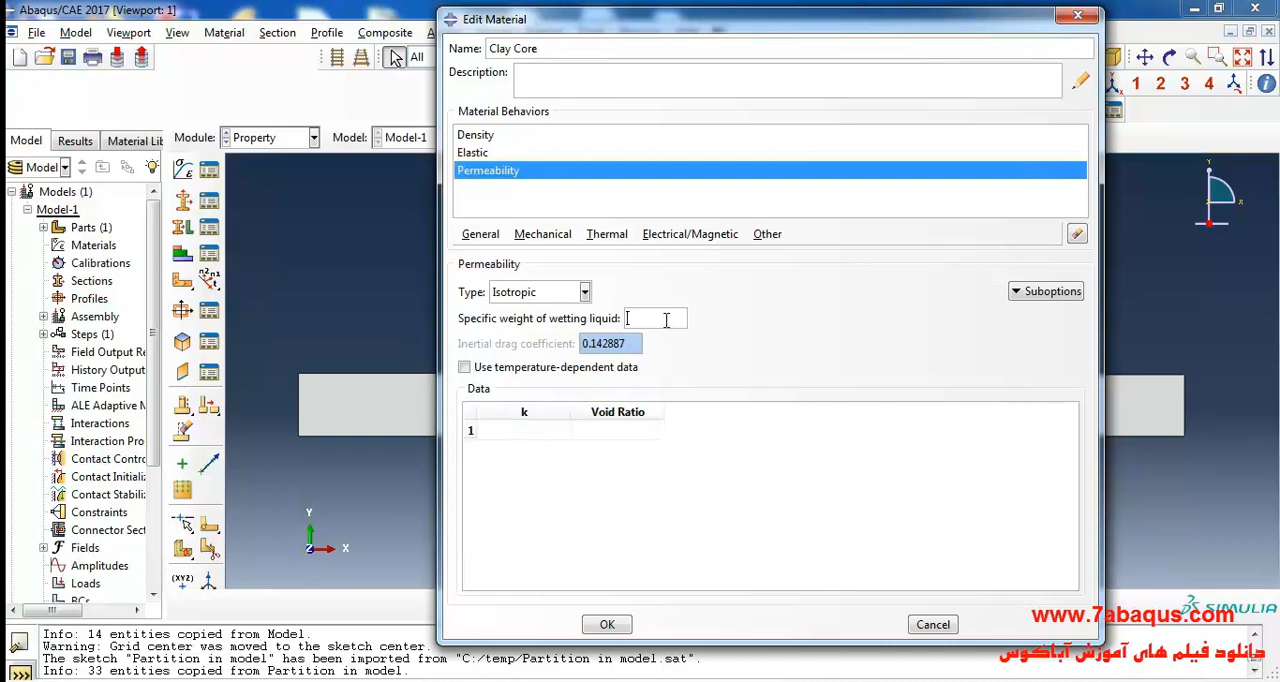 Abaqus/CAE 2017 [Viewport: 1]
File Model Viewport View Material Section Profile Composite
All
Model Results Material Lib
Module: Property Model: Model-1
Model
Models (1)
Model-1
Parts (1)
Materials
Calibrations
Sections
Profiles
Assembly
Steps (1)
Field Output R
History Output
Time Points
ALE Adaptive M
Interactions
Interaction Pro
Contact Contro
Contact Initializ
Contact Stabiliz
Constraints
Connector Sect
Fields
Amplitudes
Loads
BCs
Edit Material
Name: Clay Core
Description:
Material Behaviors
Density
Elastic
Permeability
General Mechanical Thermal Electrical/Magnetic Other
Permeability
Type: Isotropic
Suboptions
Specific weight of wetting liquid:
Inertial drag coefficient: 0.142887
Use temperature-dependent data
Data
k Void Ratio
1
OK Cancel
1 2 3 4
Y
X
Y
Z
X
(XYZ)
SIMULIA
www.7abaqus.com
دانلود فیلم های آموزش آباکوس
Info: 14 entities copied from Model.
Warning: Grid center was moved to the sketch center.
The sketch "Partition in model" has been imported from "C:/temp/Partition in model.sat".
Info: 33 entities copied from Partition in model.
>>>